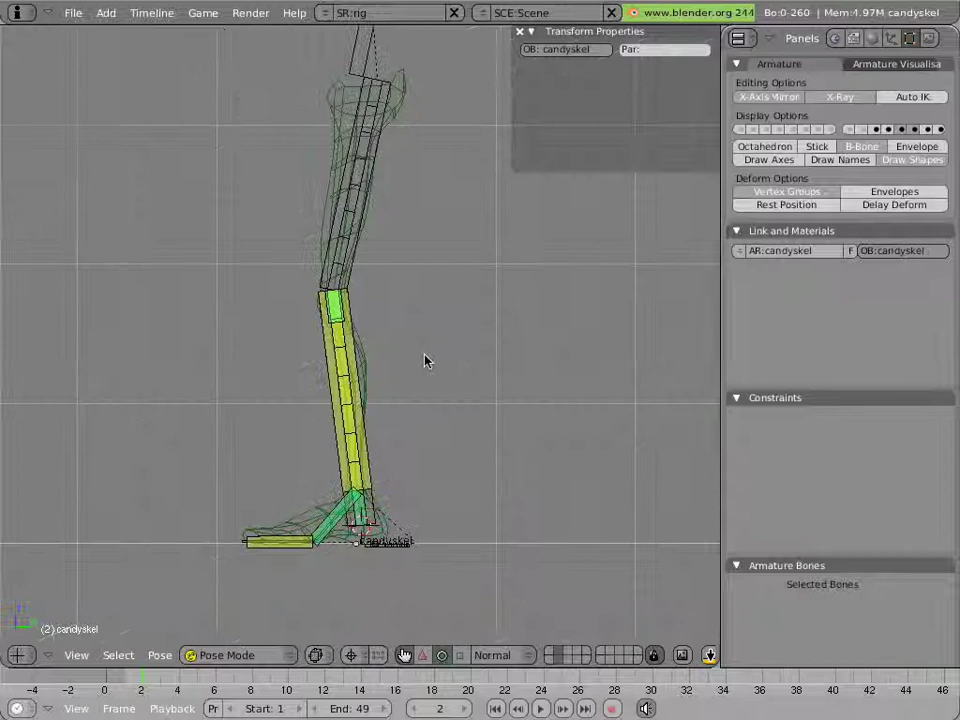 File Add Timeline Game Render Help SR:rig SCE:Scene www.blender.org 244 Bo:0-260 Mem:4.97M candyskel
Transform Properties
OB: candyskel Par:
Panels
Armature Armature Visualisa
Editing Options
X-Axis Mirror X-Ray Auto IK
Display Options
Octahedron Stick B-Bone Envelope
Draw Axes Draw Names Draw Shapes
Deform Options
Vertex Groups Envelopes
Rest Position Delay Deform
Link and Materials
AR:candyskel F OB:candyskel
Constraints
Armature Bones
Selected Bones
candyskel
(2) candyskel
View Select Pose Pose Mode Normal
-4 -2 0 2 4 6 8 10 12 14 16 18 20 22 24 26 28 30 32 34 36 38 40 42 44 46
View Frame Playback Pr Start: 1 End: 49 2